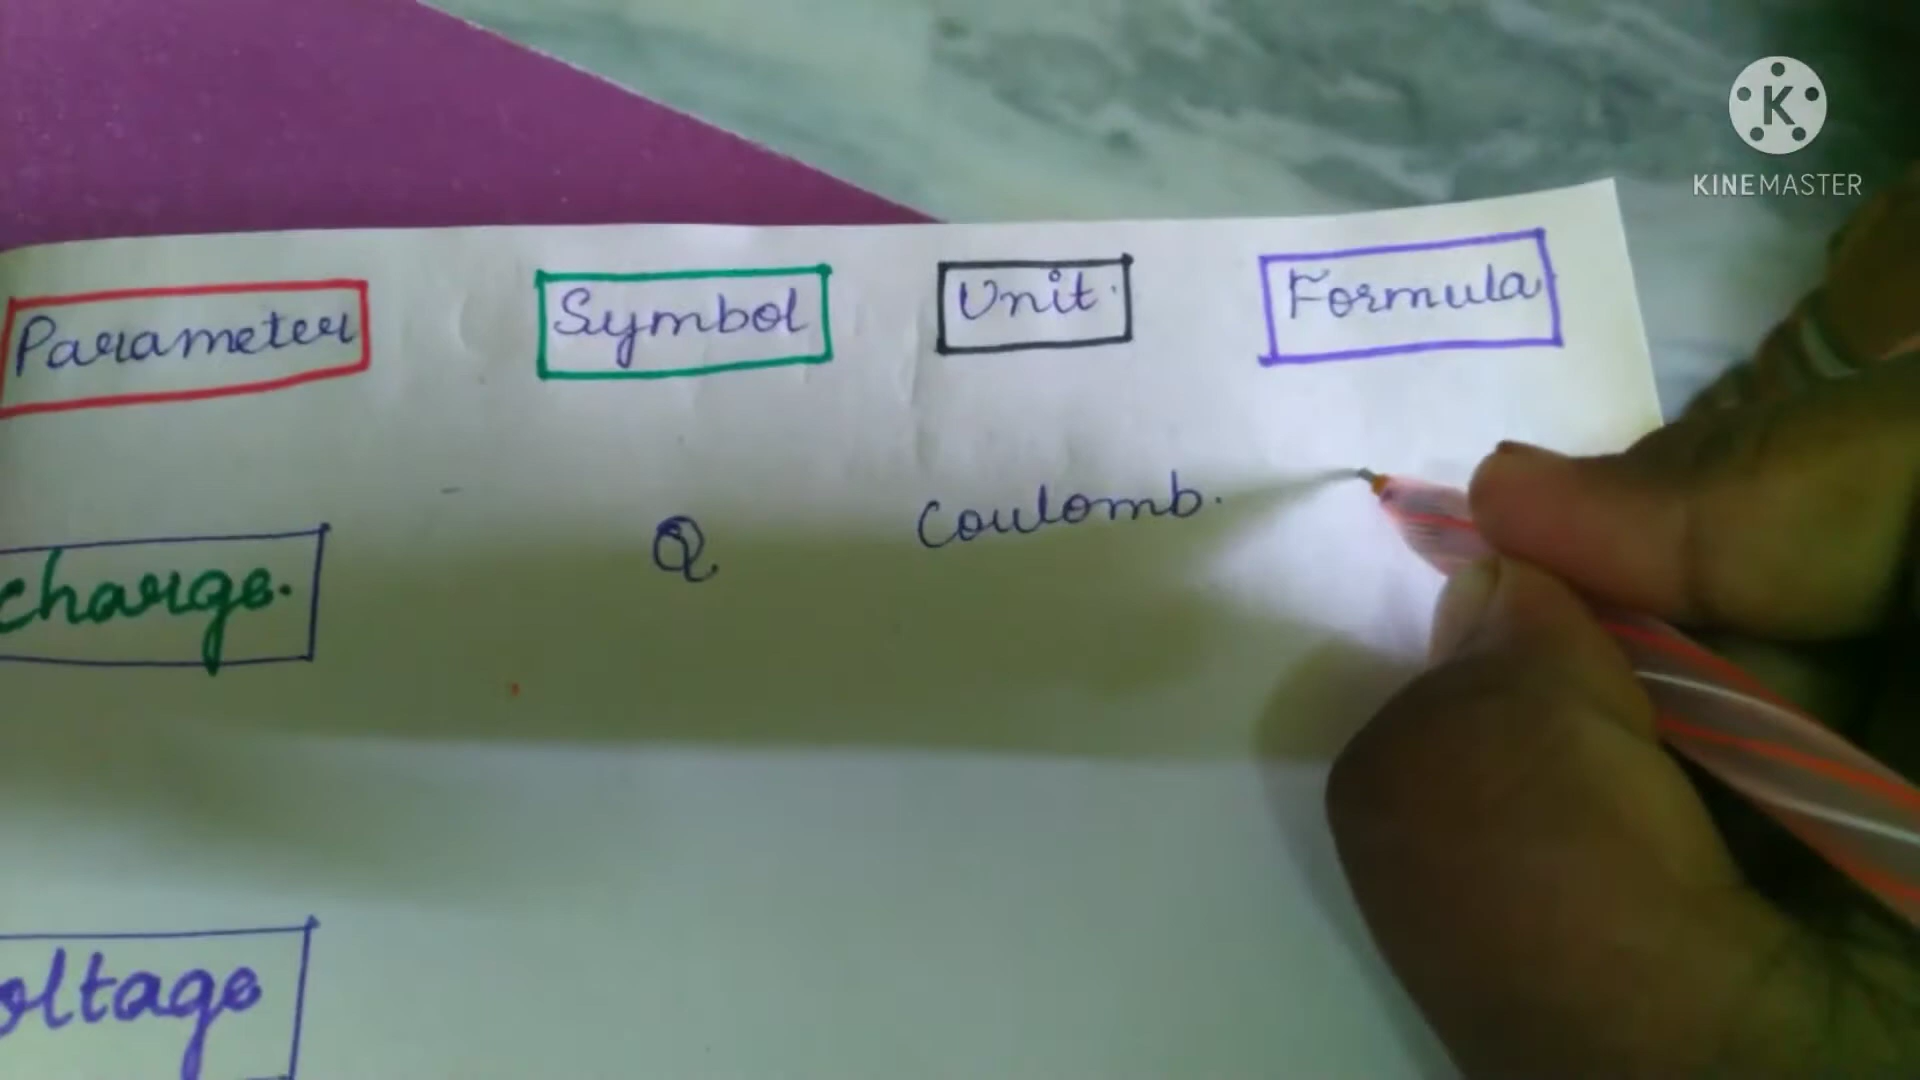 K
KINEMASTER
Parameter Symbol Unit. Formula
charge. Q Coulomb.
oltage